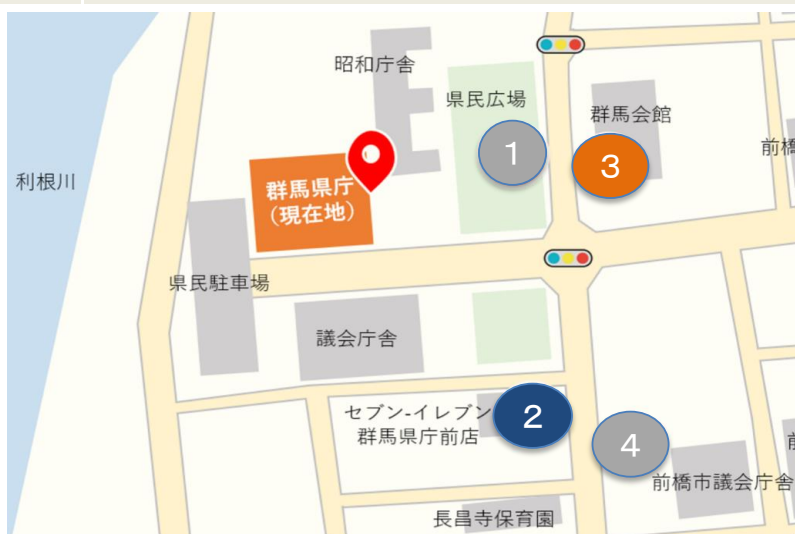 昭和庁舎
県民広場
群馬会館
1
3
前橋
利根川
群馬県庁
（現在地）
県民駐車場
議会庁舎
セブン-イレブン
群馬県庁前店
2
4
前橋市議会庁舎
長昌寺保育園